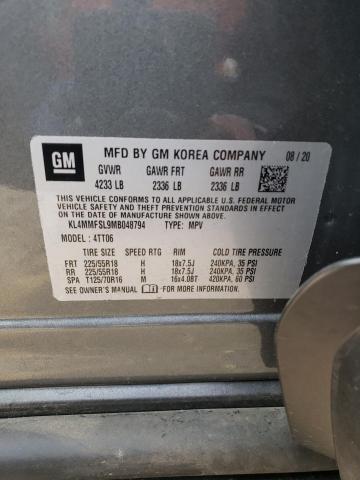 GM
MFD BY GM KOREA COMPANY 08/20
GVWR GAWR FRT GAWR RR
4233 LB 2336 LB 2336 LB
THIS VEHICLE CONFORMS TO ALL APPLICABLE U.S. FEDERAL MOTOR
VEHICLE SAFETY AND THEFT PREVENTION STANDARDS IN EFFECT
ON THE DATE OF MANUFACTURE SHOWN ABOVE.
KL4MMFSL9MB048794 TYPE: MPV
MODEL: 4TT06
TIRE SIZE SPEED RTG RIM COLD TIRE PRESSURE
FRT 225/55R18 H 18x7.5J 240KPA, 35 PSI
RR 225/55R18 H 18x7.5J 240KPA, 35 PSI
SPA T125/70R16 M 16x4.0BT 420KPA, 60 PSI
SEE OWNER'S MANUAL FOR MORE INFORMATION.